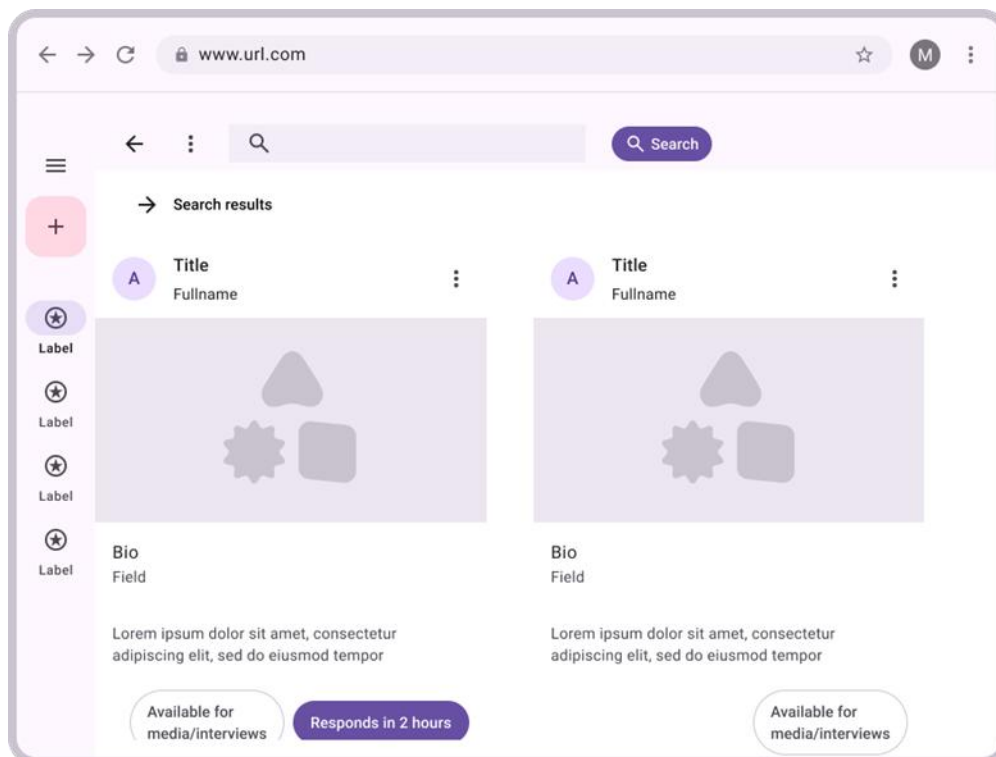 www.url.com
M
Search
Search results
A
Title
Fullname
A
Title
Fullname
Label
Label
Label
Label
Bio
Field
Lorem ipsum dolor sit amet, consectetur
adipiscing elit, sed do eiusmod tempor
Available for
media/interviews
Responds in 2 hours
Bio
Field
Lorem ipsum dolor sit amet, consectetur
adipiscing elit, sed do eiusmod tempor
Available for
media/interviews